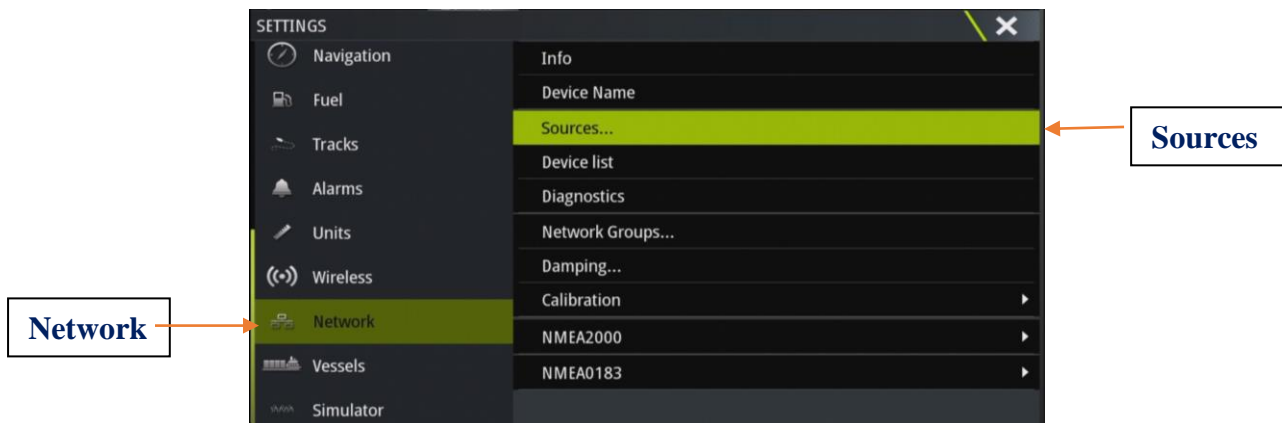 SETTINGS
Navigation
Fuel
Tracks
Alarms
Units
Wireless
Network
Vessels
Simulator
Info
Device Name
Sources...
Device list
Diagnostics
Network Groups...
Damping...
Calibration
NMEA2000
NMEA0183
Network
Sources